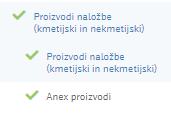 Proizvodi naložbe
(kmetijski in nekmetijski)
Proizvodi naložbe
(kmetijski in nekmetijski)
Anex proizvodi